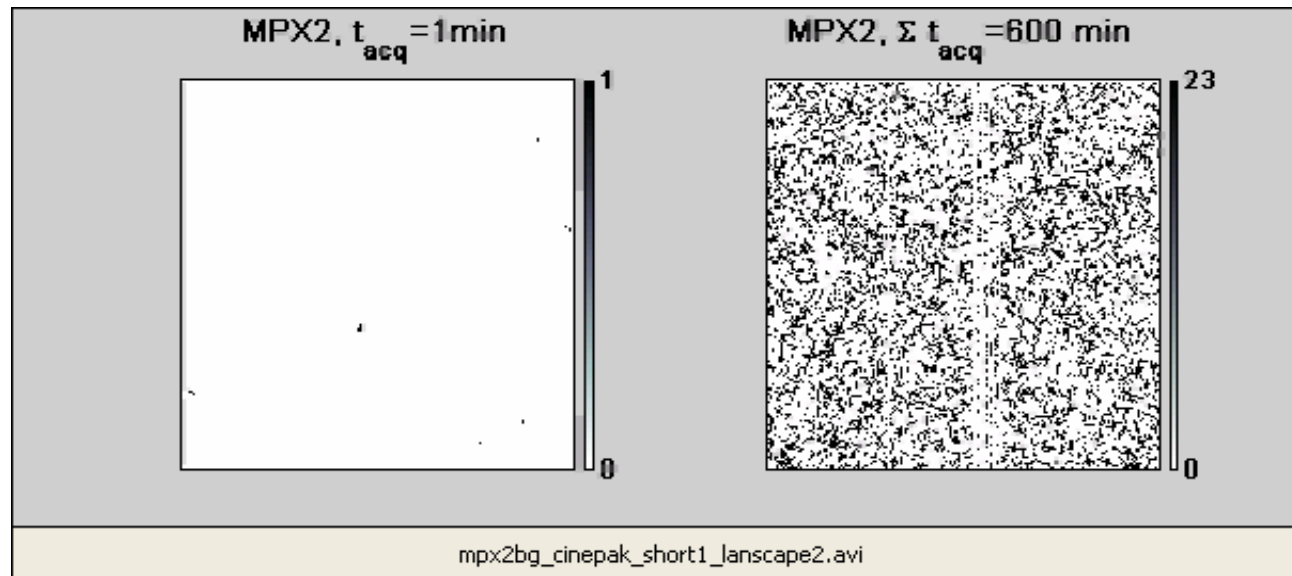 MPX2, t_acq=1min
MPX2, Σ t_acq=600 min
1
0
23
0
mpx2bg_cinepak_short1_lanscape2.avi